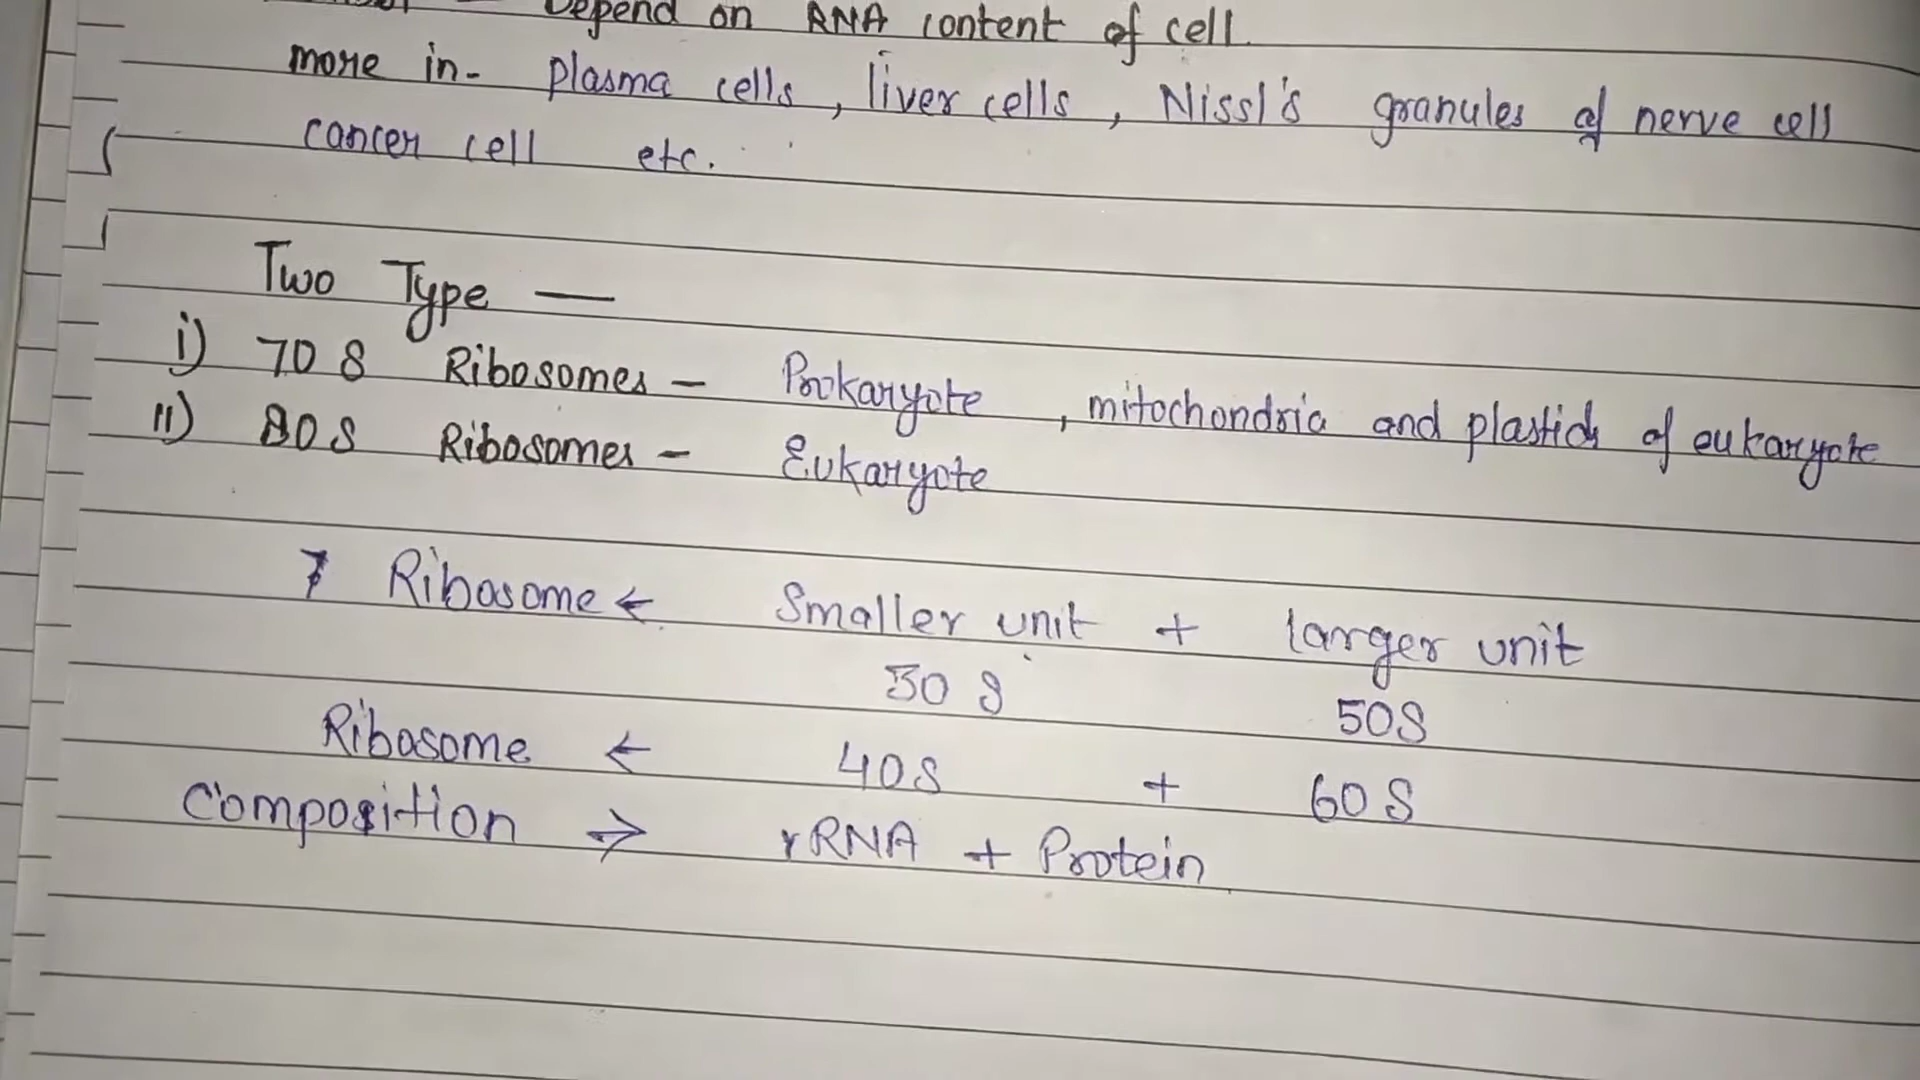 Depend on RNA content of cell
more in- plasma cells, liver cells, Nissl's granules of nerve cell
cancer cell etc.
Two Type —
i) 70 S Ribosomes - Prokaryote, mitochondria and plastids of eukaryote
ii) 80S Ribosomes - Eukaryote
Ribosome ← Smaller unit + larger unit
30 S 50S
Ribosome ← 40S + 60 S
Composition → rRNA + Protein